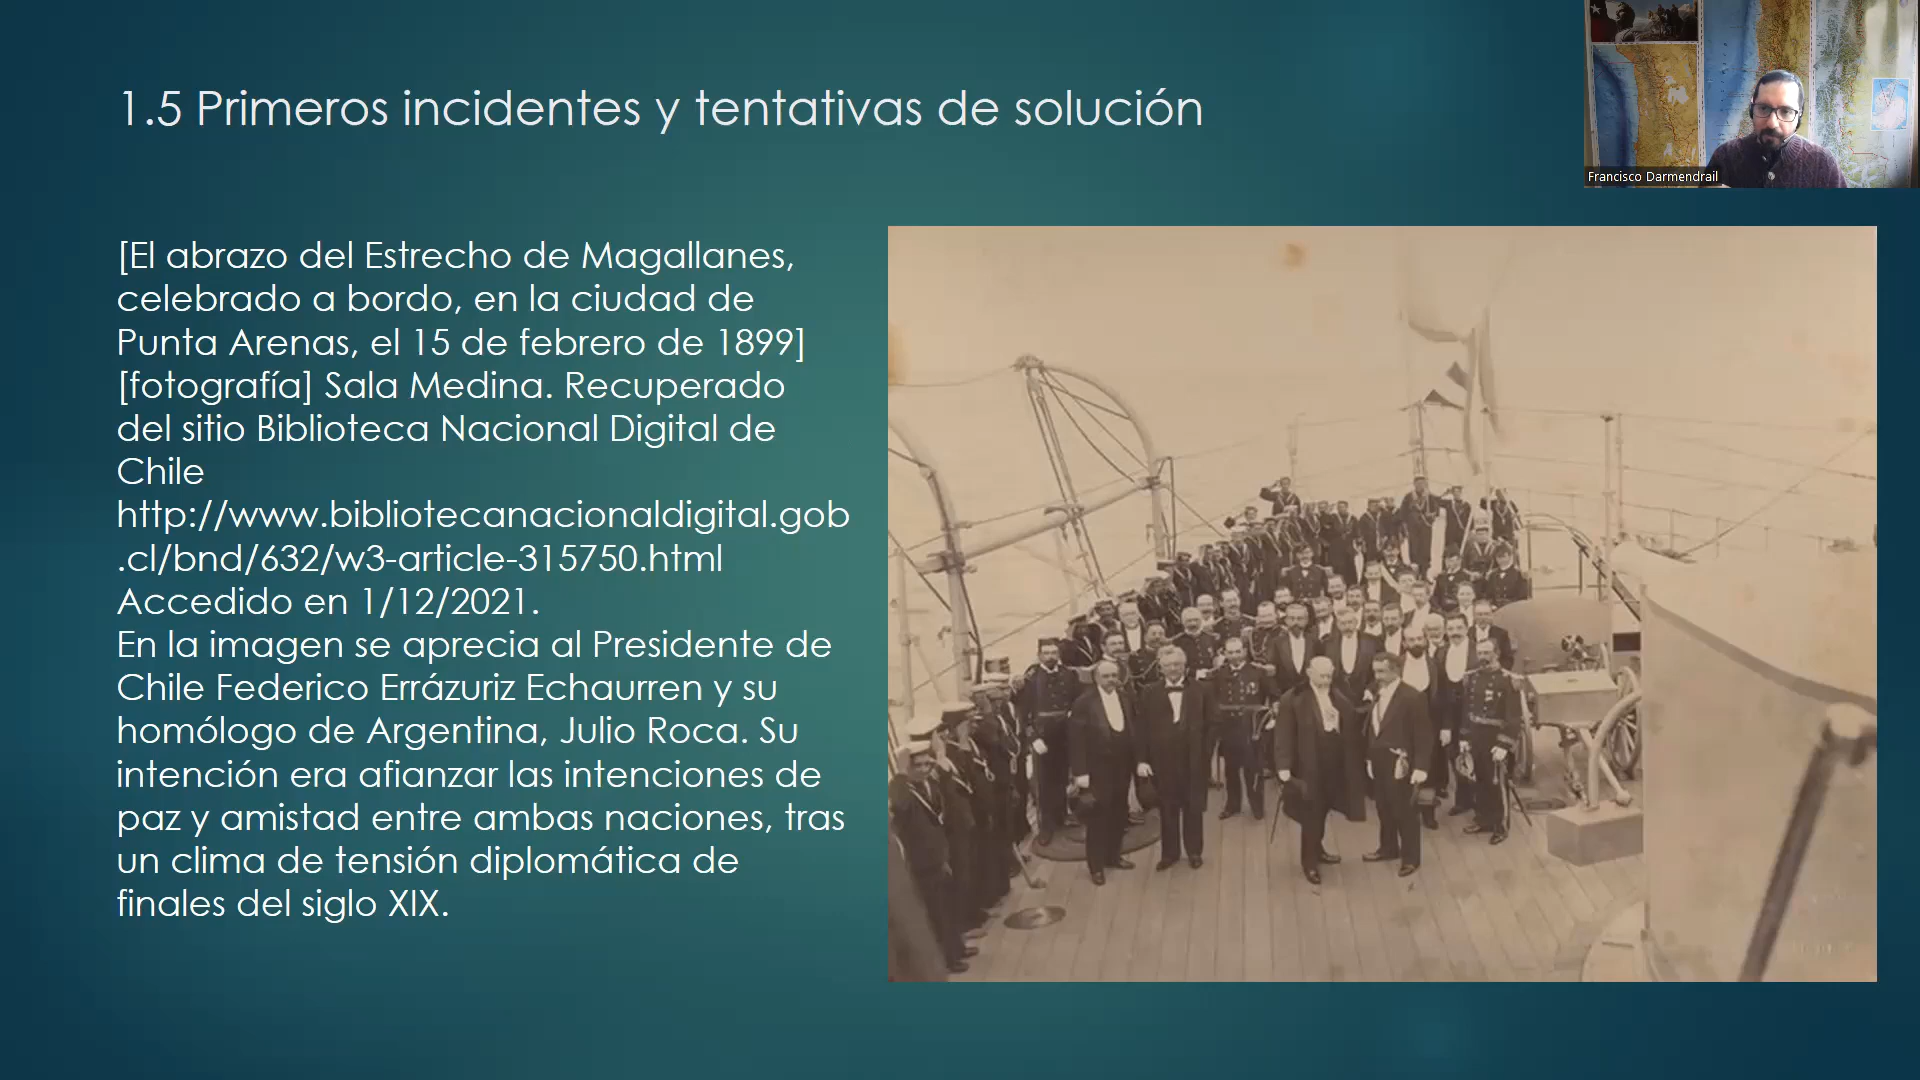 1.5 Primeros incidentes y tentativas de solución
Francisco Darmendrail
[El abrazo del Estrecho de Magallanes,
celebrado a bordo, en la ciudad de
Punta Arenas, el 15 de febrero de 1899]
[fotografía] Sala Medina. Recuperado
del sitio Biblioteca Nacional Digital de
Chile
http://www.bibliotecanacionaldigital.gob
.cl/bnd/632/w3-article-315750.html
Accedido en 1/12/2021.
En la imagen se aprecia al Presidente de
Chile Federico Errázuriz Echaurren y su
homólogo de Argentina, Julio Roca. Su
intención era afianzar las intenciones de
paz y amistad entre ambas naciones, tras
un clima de tensión diplomática de
finales del siglo XIX.